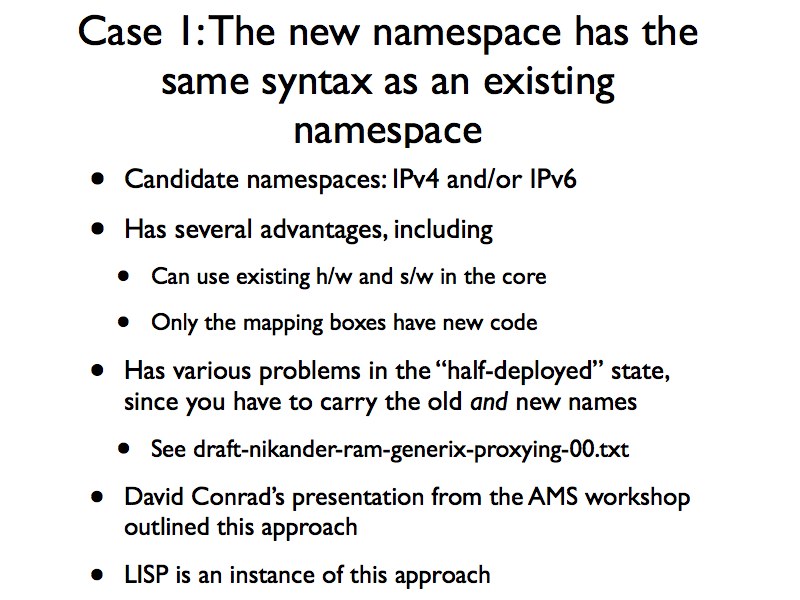 Case 1: The new namespace has the
same syntax as an existing
namespace
• Candidate namespaces: IPv4 and/or IPv6
• Has several advantages, including
• Can use existing h/w and s/w in the core
• Only the mapping boxes have new code
• Has various problems in the “half-deployed” state,
since you have to carry the old and new names
• See draft-nikander-ram-generix-proxying-00.txt
• David Conrad’s presentation from the AMS workshop
outlined this approach
• LISP is an instance of this approach